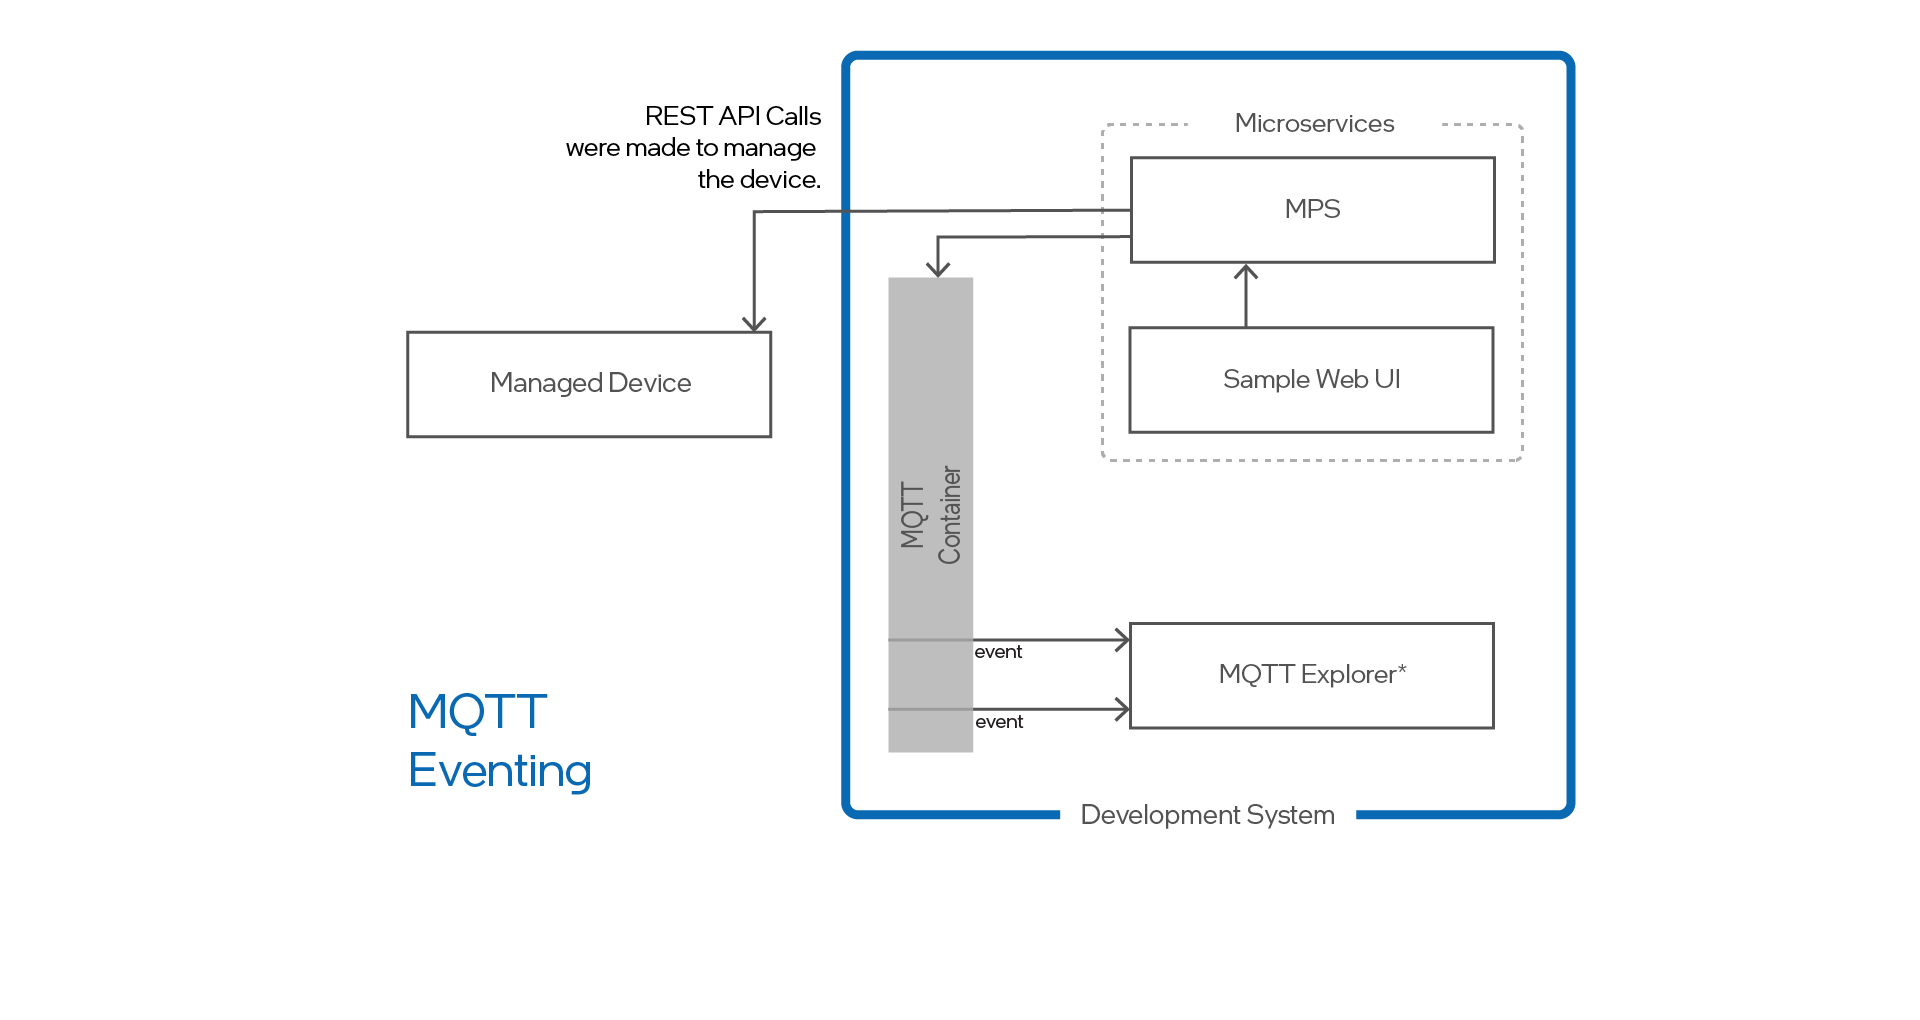 REST API Calls
were made to manage
the device.
Microservices
MPS
Managed Device
Sample Web UI
MQTT
Container
event
MQTT Explorer*
event
MQTT
Eventing
Development System